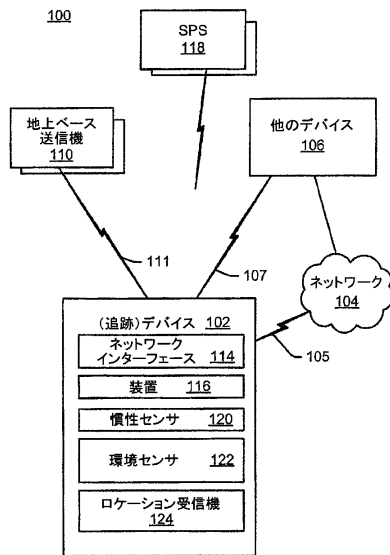 100
SPS
118
地上ベース
送信機
110
他のデバイス
106
111
107
ネットワーク
104
105
(追跡)デバイス 102
ネットワーク
インターフェース 114
装置 116
慣性センサ 120
環境センサ 122
ロケーション受信機
124